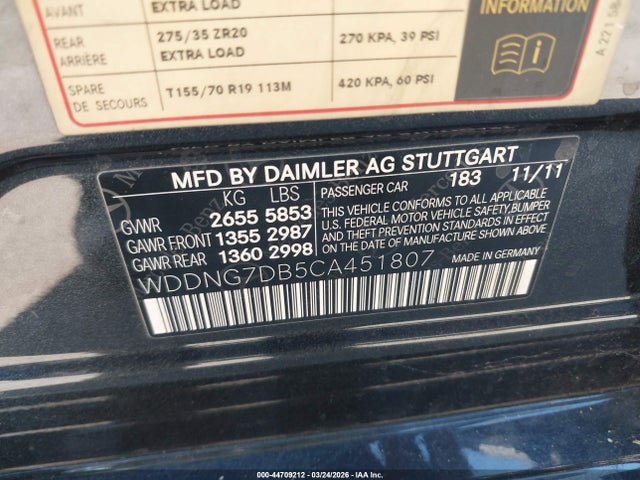 AVANT EXTRA LOAD
REAR 275/35 ZR20 270 KPA, 39 PSI
ARRIÈRE EXTRA LOAD
SPARE T155/70 R19 113M 420 KPA, 60 PSI
DE SECOURS
information
MFD BY DAIMLER AG STUTTGART
KG LBS PASSENGER CAR 183 11/11
GVWR 2655 5853
GAWR FRONT 1355 2987
GAWR REAR 1360 2998
THIS VEHICLE CONFORMS TO ALL APPLICABLE
U.S. FEDERAL MOTOR VEHICLE SAFETY, BUMPER
AND THEFT PREVENTION STANDARDS IN EFFECT
ON THE DATE OF MANUFACTURE SHOWN ABOVE.
WDDNG7DB5CA451807 MADE IN GERMANY
000-44709212 - 03/24/2026 - IAA Inc.